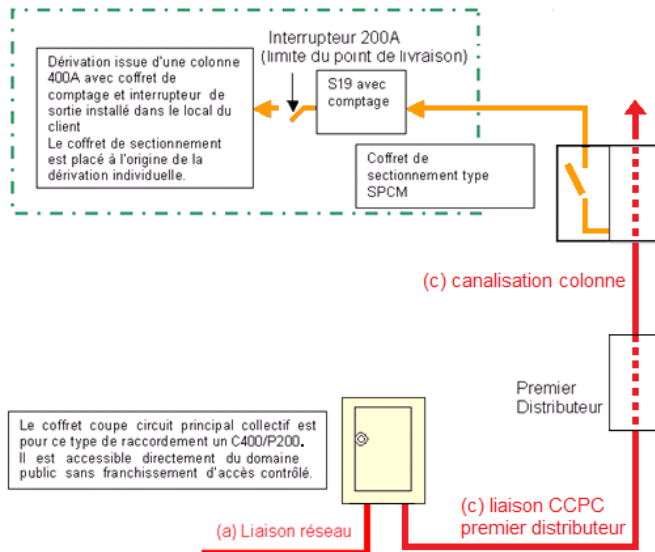 Interrupteur 200A
(limite du point de livraison)
Dérivation issue d'une colonne
400A avec coffret de
comptage et interrupteur de
sortie installé dans le local du
client
Le coffret de sectionnement
est placé à l'origine de la
dérivation individuelle.
S19 avec
comptage
Coffret de
sectionnement type
SPCM
(c) canalisation colonne
Premier
Distributeur
Le coffret coupe circuit principal collectif est
pour ce type de raccordement un C400/P200.
Il est accessible directement du domaine
public sans franchissement d'accès contrôlé.
(c) liaison CCPC
premier distributeur
(a) Liaison réseau